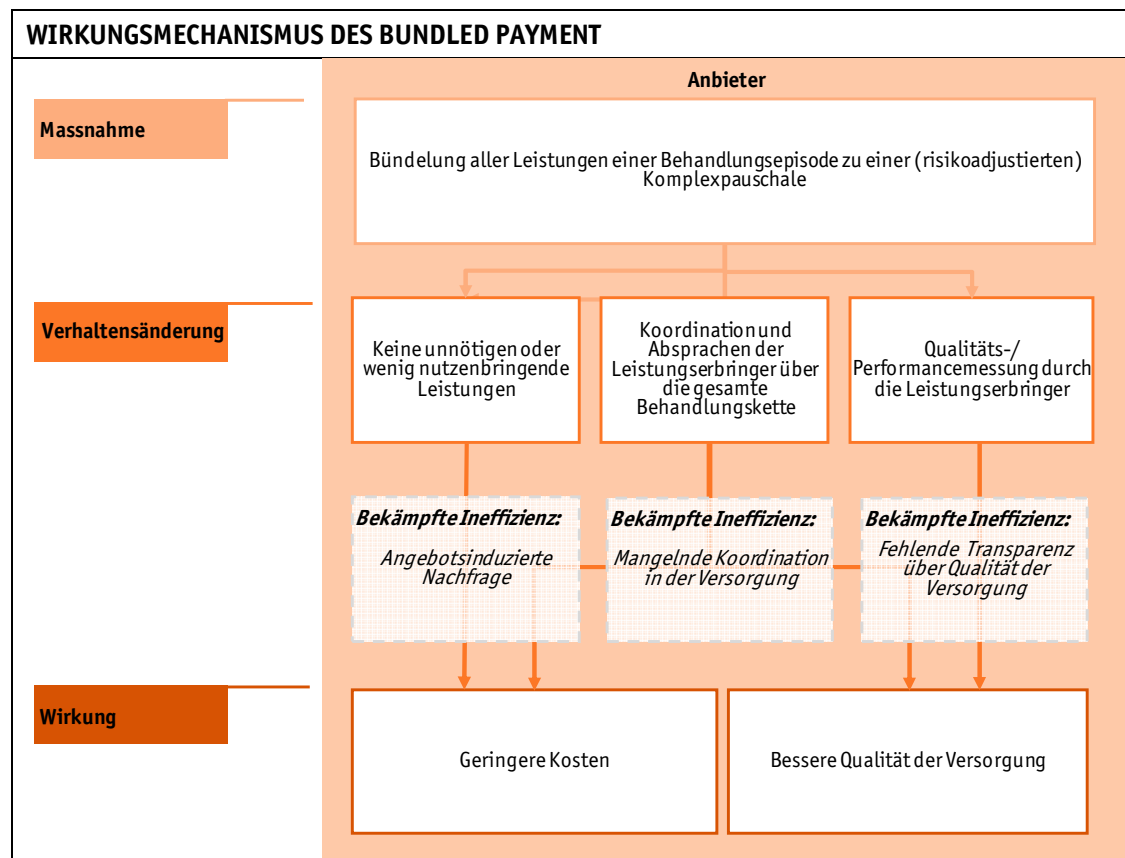 WIRKUNGSMECHANISMUS DES BUNDLED PAYMENT
Anbieter
Massnahme
Bündelung aller Leistungen einer Behandlungsepisode zu einer (risikoadjustierten)
Komplexpauschale
Verhaltensänderung
Keine unnötigen oder
wenig nutzenbringende
Leistungen
Koordination und
Absprachen der
Leistungserbringer über
die gesamte
Behandlungskette
Qualitäts-/
Performancemessung durch
die Leistungserbringer
Bekämpfte Ineffizienz:
Angebotsinduzierte
Nachfrage
Bekämpfte Ineffizienz:
Mangelnde Koordination
in der Versorgung
Bekämpfte Ineffizienz:
Fehlende Transparenz
über Qualität der
Versorgung
Wirkung
Geringere Kosten
Bessere Qualität der Versorgung